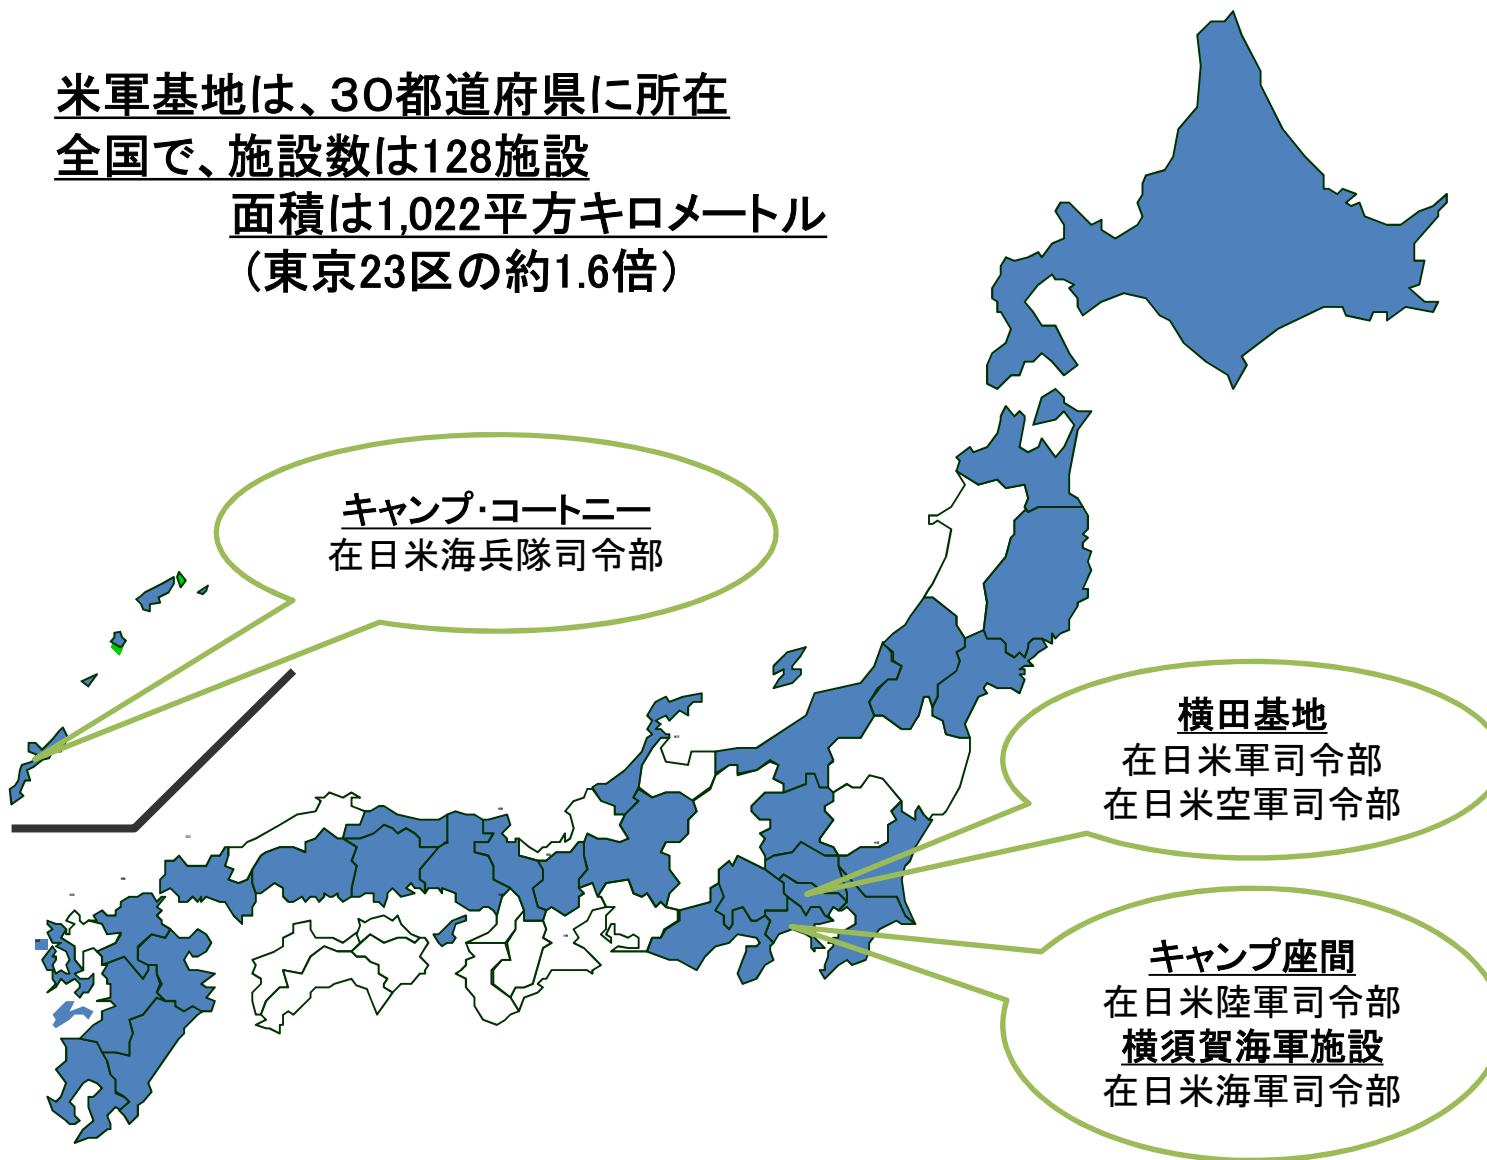 米軍基地は、３０都道府県に所在
全国で、施設数は128施設
面積は1,022平方キロメートル
（東京23区の約1.6倍）
キャンプ・コートニー
在日米海兵隊司令部
横田基地
在日米軍司令部
在日米空軍司令部
キャンプ座間
在日米陸軍司令部
横須賀海軍施設
在日米海軍司令部